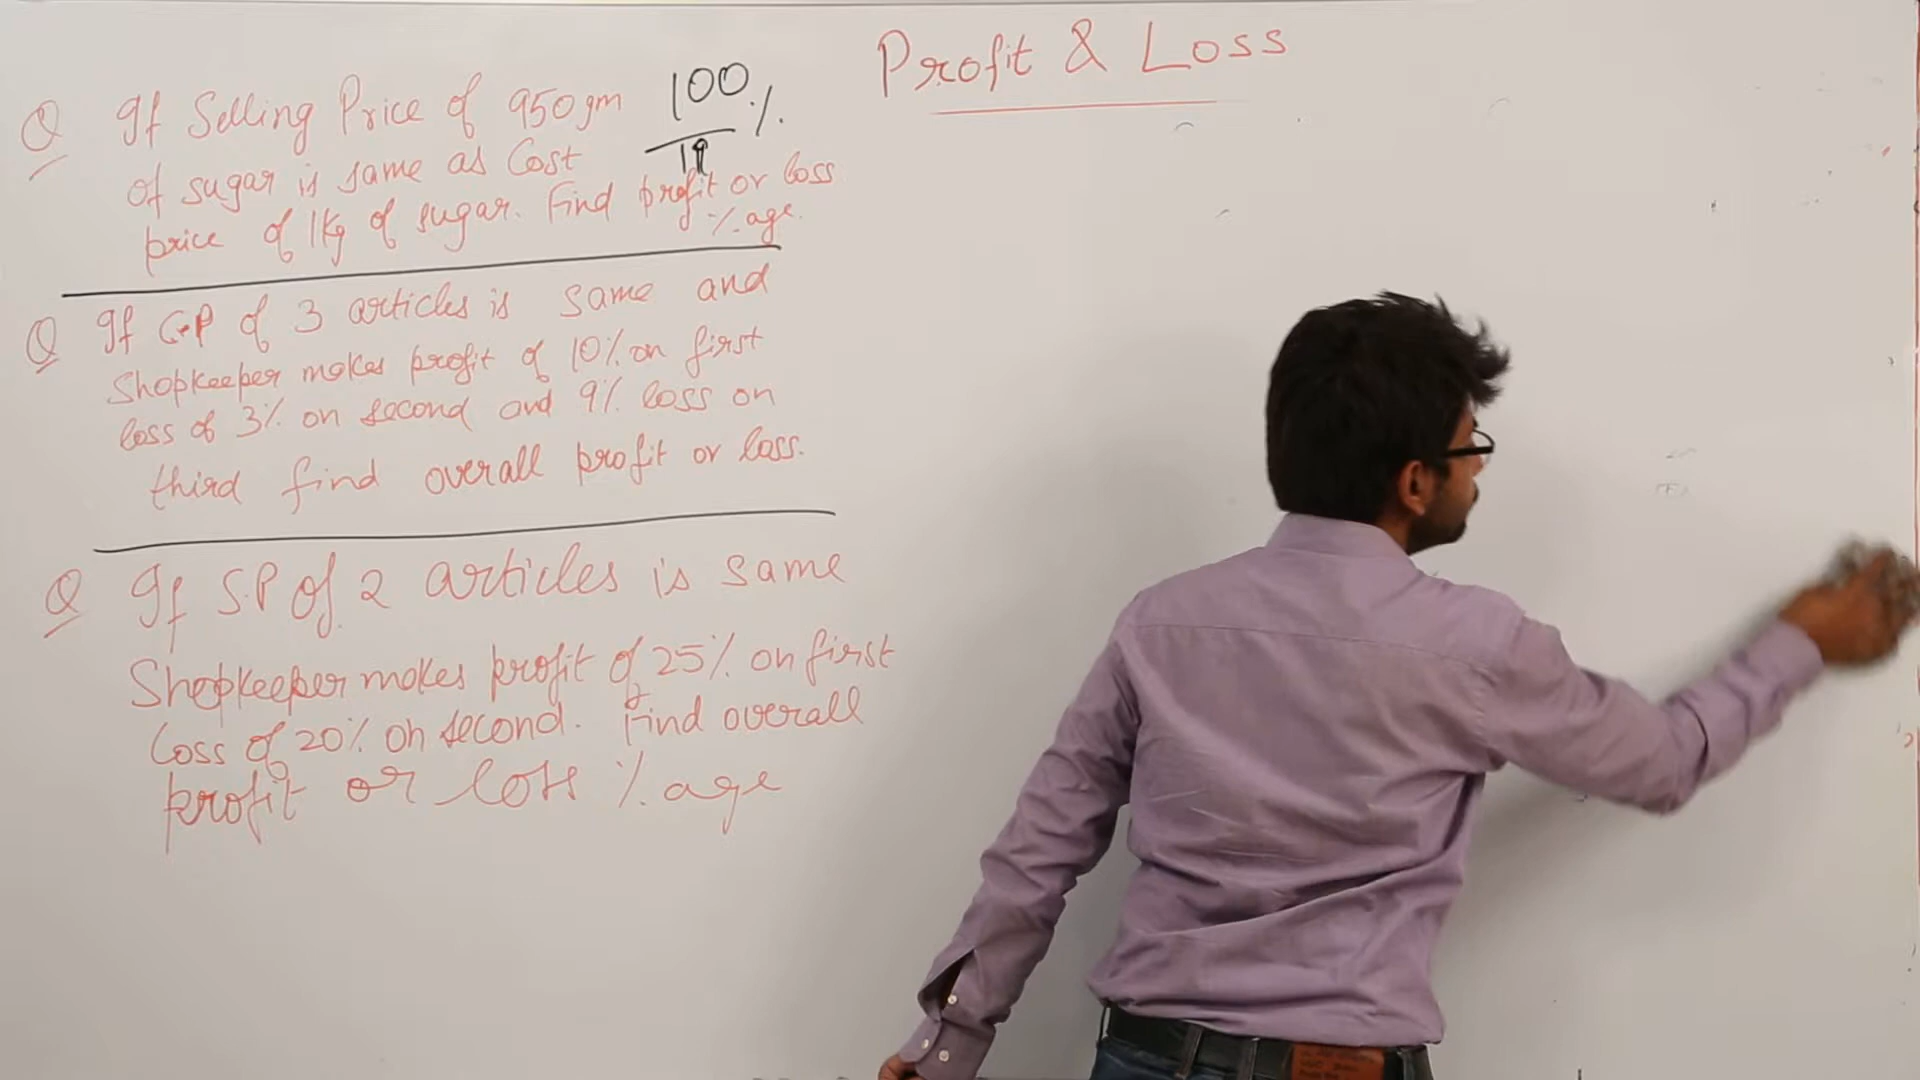 Profit & Loss
Q If Selling Price of 950gm
of sugar is same as Cost
price of 1Kg of sugar. Find profit or loss
%age.
100%
19
Q If C.P of 3 articles is same and
Shopkeeper makes profit of 10% on first
loss of 3% on second and 9% loss on
third find overall profit or loss.
Q If S.P of 2 articles is same
Shopkeeper makes profit of 25% on first
Loss of 20% on second. Find overall
profit or loss %age